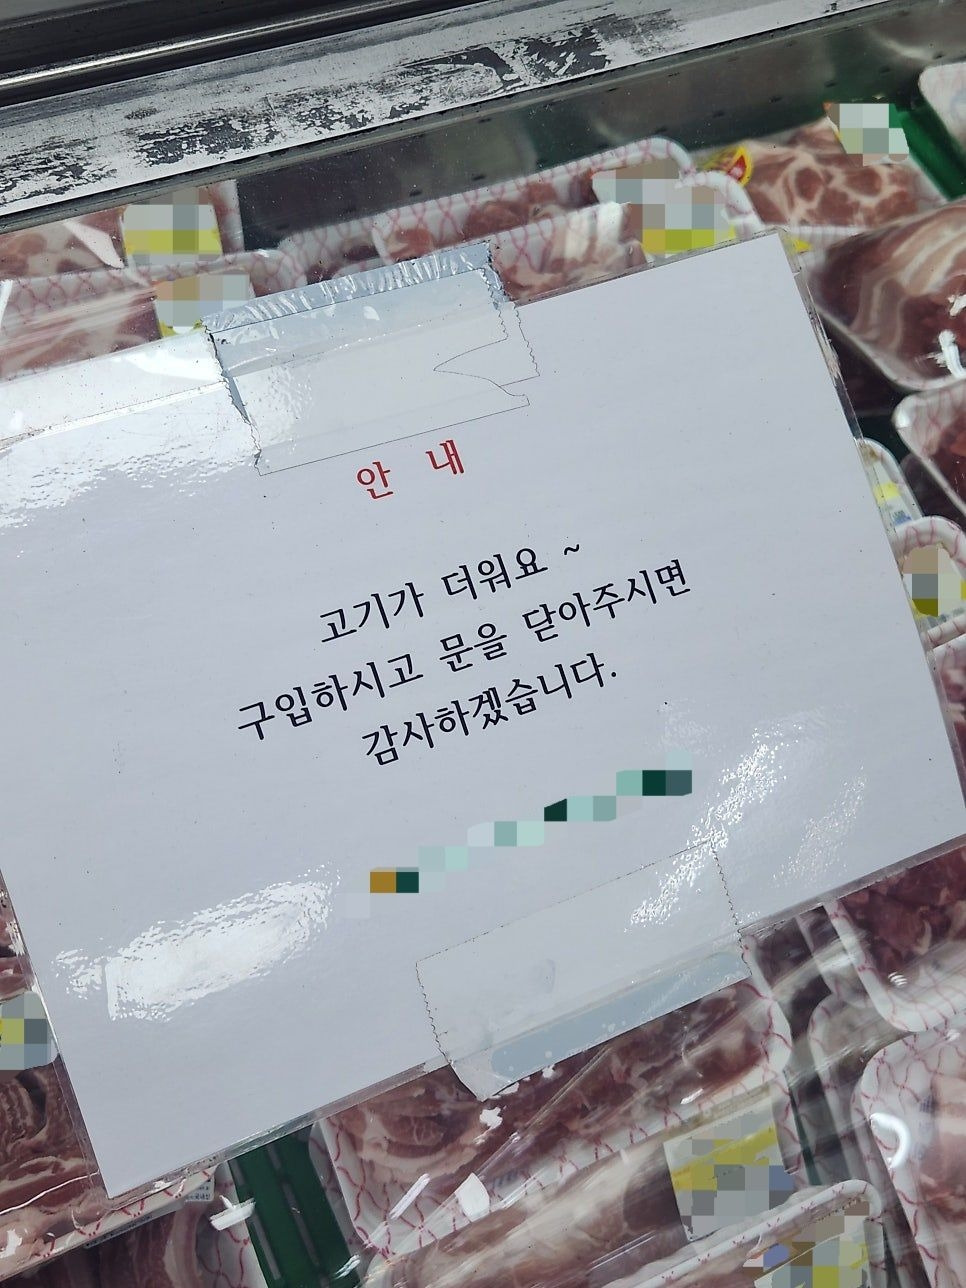 안 내
고기가 더워요 ~
구입하시고 문을 닫아주시면
감사하겠습니다.